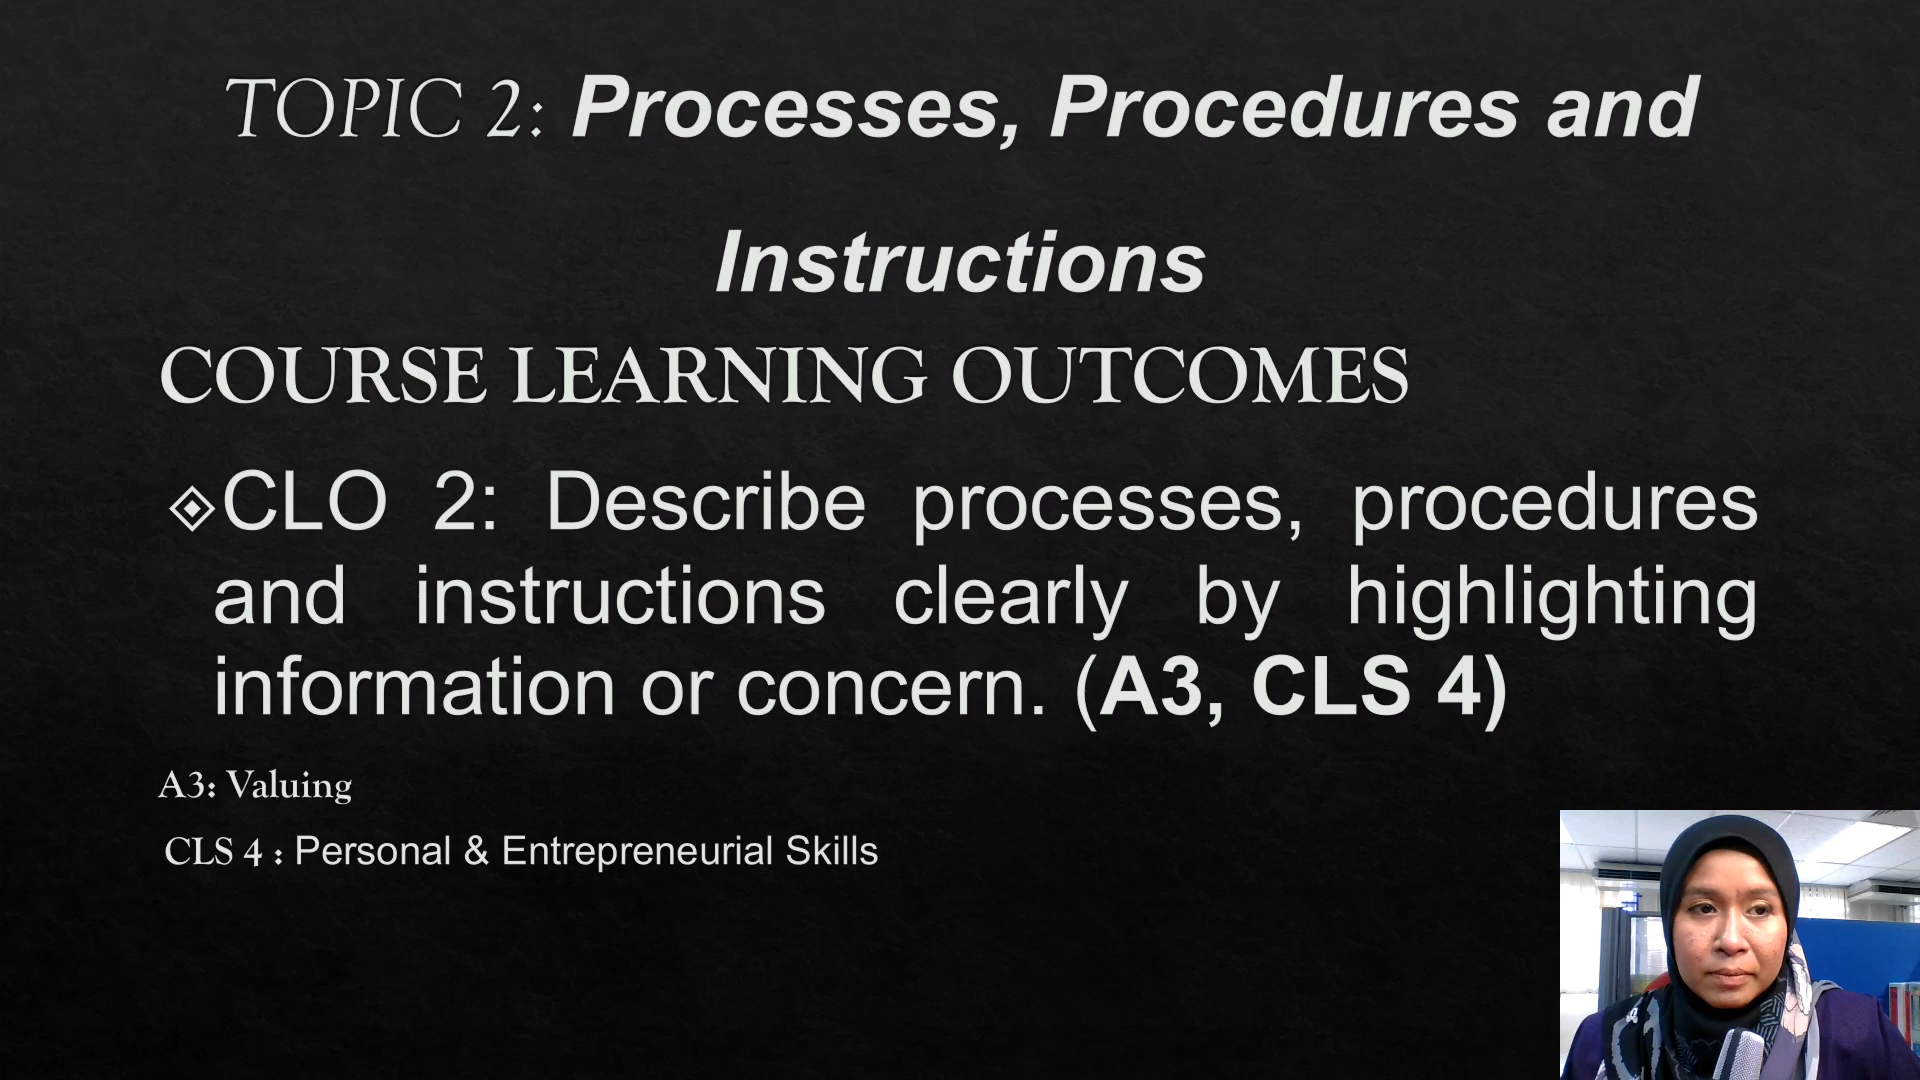 TOPIC 2: Processes, Procedures and
Instructions
COURSE LEARNING OUTCOMES
CLO 2: Describe processes, procedures
and instructions clearly by highlighting
information or concern. (A3, CLS 4)
A3: Valuing
CLS 4 : Personal & Entrepreneurial Skills